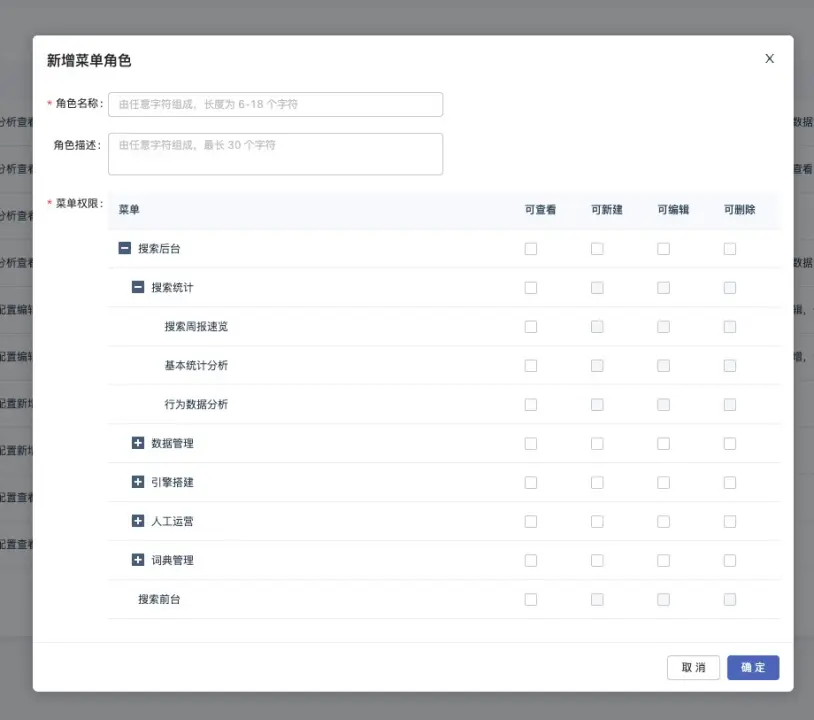 新增菜单角色
X
* 角色名称: 由任意字符组成、长度为 6-18 个字符
角色描述: 由任意字符组成，最长 30 个字符
* 菜单权限: 菜单 可查看 可新建 可编辑 可删除
搜索后台
搜索统计
搜索周报速览
基本统计分析
行为数据分析
数据管理
引擎搭建
人工运营
词典管理
搜索前台
取 消 确 定
分析查看 数据
分析查看 查看
分析查看
分析查看 数据
配置编辑 辑、
配置编辑 增，
配置新增
配置新增
配置查看
配置查看